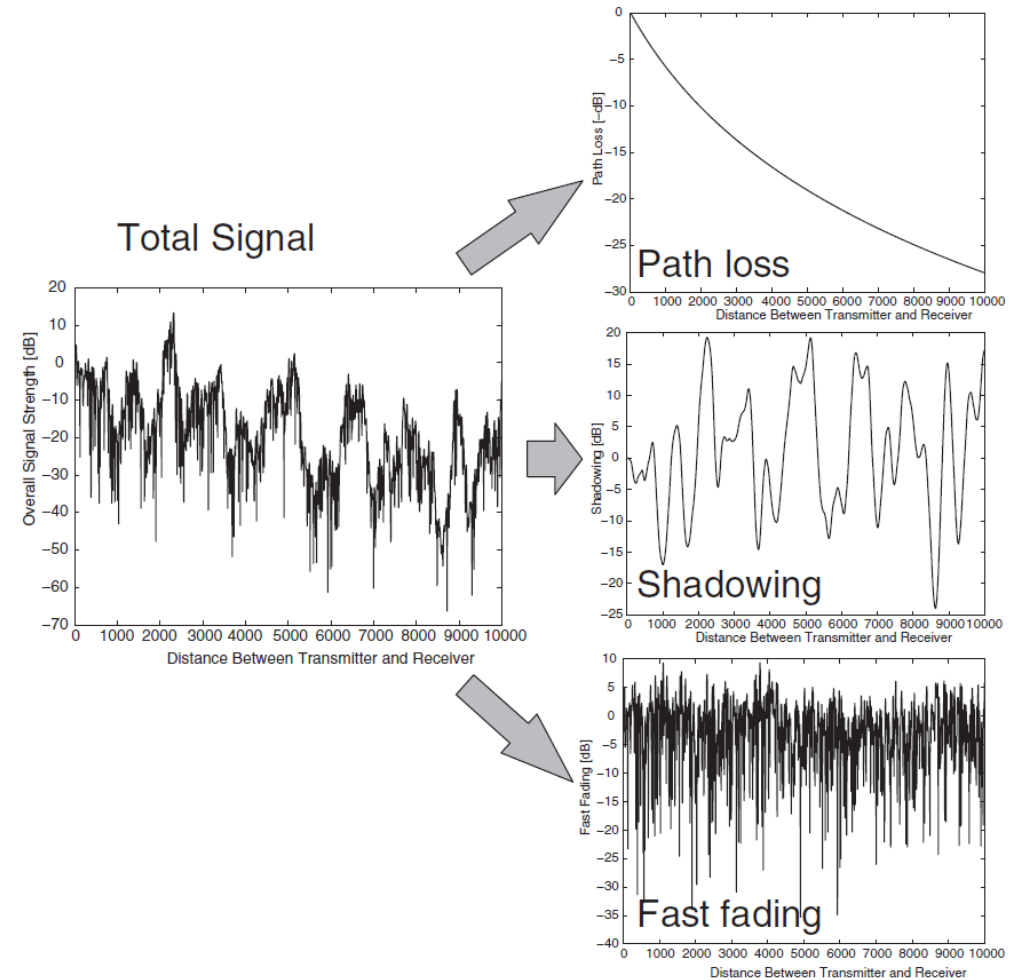 Total Signal
Overall Signal Strength [dB]
20
10
0
−10
−20
−30
−40
−50
−60
−70
0 1000 2000 3000 4000 5000 6000 7000 8000 9000 10000
Distance Between Transmitter and Receiver
Path Loss [−dB]
0
−5
−10
−15
−20
−25
−30
Path loss
0 1000 2000 3000 4000 5000 6000 7000 8000 9000 10000
Distance Between Transmitter and Receiver
Shadowing [dB]
20
15
10
5
0
−5
−10
−15
−20
−25
Shadowing
0 1000 2000 3000 4000 5000 6000 7000 8000 9000 10000
Distance Between Transmitter and Receiver
Fast Fading [dB]
10
5
0
−5
−10
−15
−20
−25
−30
−35
−40
Fast fading
0 1000 2000 3000 4000 5000 6000 7000 8000 9000 10000
Distance Between Transmitter and Receiver